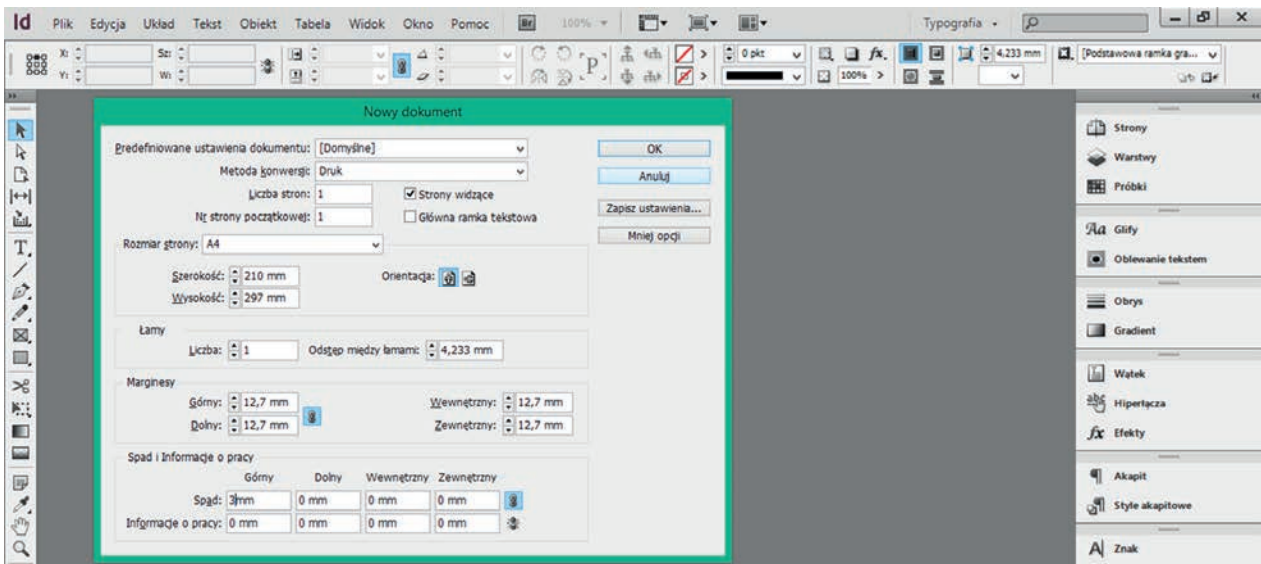 Id Plik Edycja Układ Tekst Obiekt Tabela Widok Okno Pomoc Br 100% Typografia
X: Sz: 0 pkt fx. 4,233 mm [Podstawowa ramka gra...
Y: W: P 100%
Nowy dokument
Predefiniowane ustawienia dokumentu: [Domyślne] OK
Metoda konwersji: Druk Anuluj
Liczba stron: 1 Strony widzące
Nr strony początkowej: 1 Główna ramka tekstowa Zapisz ustawienia...
Mniej opcji
Rozmiar strony: A4
Szerokość: 210 mm Orientacja:
Wysokość: 297 mm
Łamy
Liczba: 1 Odstęp między łamami: 4,233 mm
Marginesy
Górny: 12,7 mm Wewnętrzny: 12,7 mm
Dolny: 12,7 mm Zewnętrzny: 12,7 mm
Spad i Informacje o pracy
Górny Dolny Wewnętrzny Zewnętrzny
Spad: 3mm 0 mm 0 mm 0 mm
Informacje o pracy: 0 mm 0 mm 0 mm 0 mm
Strony
Warstwy
Próbki
Glify
Oblewanie tekstem
Obrys
Gradient
Wątek
Hiperłącza
fx Efekty
Akapit
Style akapitowe
A Znak